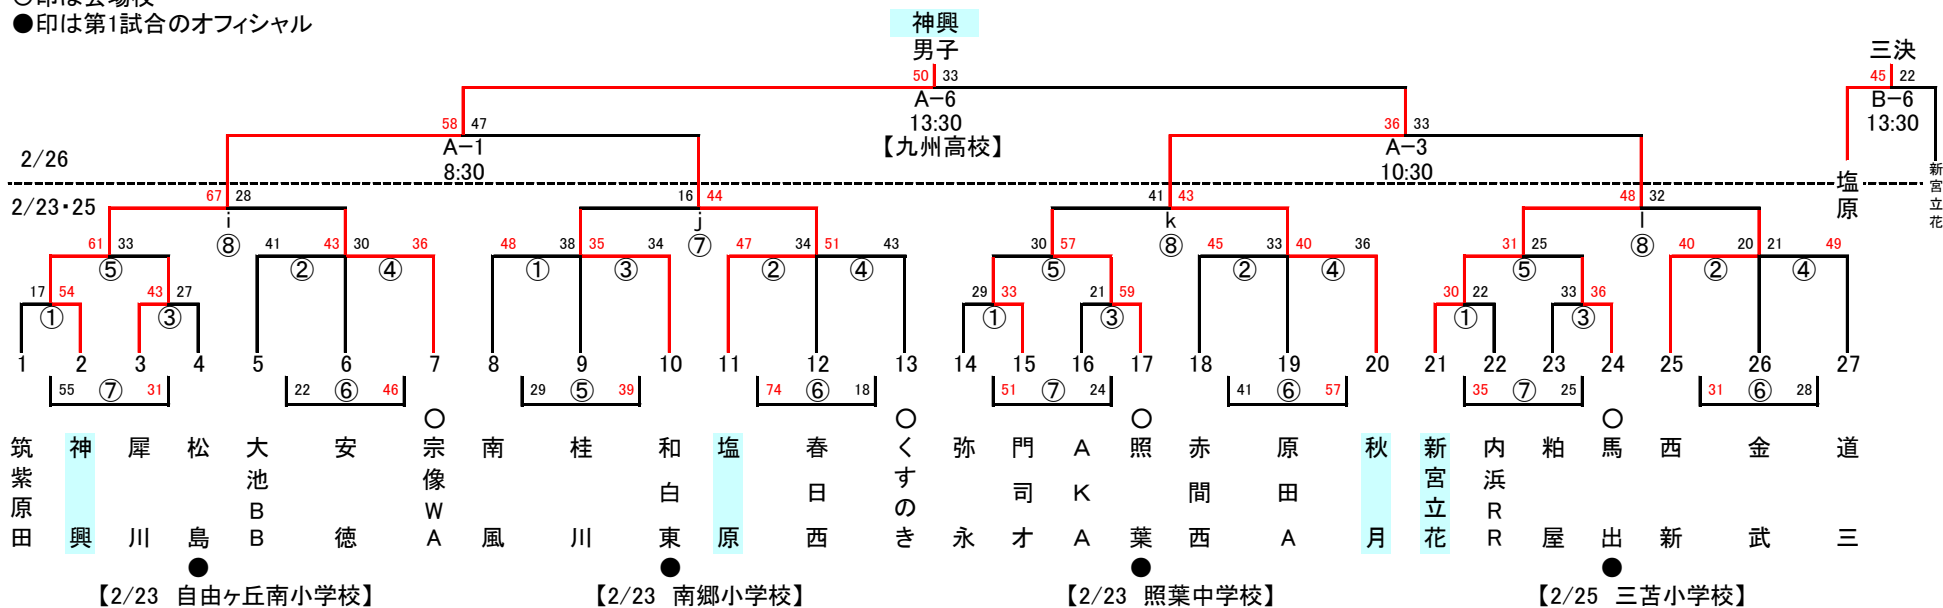 ○印は会場校
●印は第1試合のオフィシャル
神興
男子
三決
50 33
45 22
A-6
B-6
13:30
13:30
【九州高校】
58 47
36 33
A-1
A-3
8:30
10:30
2/26
塩原
新宮立花
2/23・25
67 28
16 44
41 43
48 32
i
j
k
l
⑧ ⑦ ⑧ ⑧
61 33 41 43 30 36 48 38 35 34 47 34 51 43 30 57 45 33 40 36 31 25 40 20 21 49
⑤ ② ④ ① ③ ② ④ ⑤ ② ④ ⑤ ② ④
17 54 43 27 29 33 21 59 30 22 33 36
① ③ ① ③ ① ③
1 2 3 4 5 6 7 8 9 10 11 12 13 14 15 16 17 18 19 20 21 22 23 24 25 26 27
55 ⑦ 31 22 ⑥ 46 29 ⑤ 39 74 ⑥ 18 51 ⑦ 24 41 ⑥ 57 35 ⑦ 25 31 ⑥ 28
○ ○ ○ ○
筑紫原田
神興
犀川
松島
大池BB
安徳
宗像WA
南風
桂川
和白東
塩原
春日西
くすのき
弥永
門司オ
AKA
照葉
赤間西
原田A
秋月
新宮立花
内浜RR
粕屋
馬出
西新
金武
道三
● ● ● ●
【2/23 自由ヶ丘南小学校】
【2/23 南郷小学校】
【2/23 照葉中学校】
【2/25 三苫小学校】